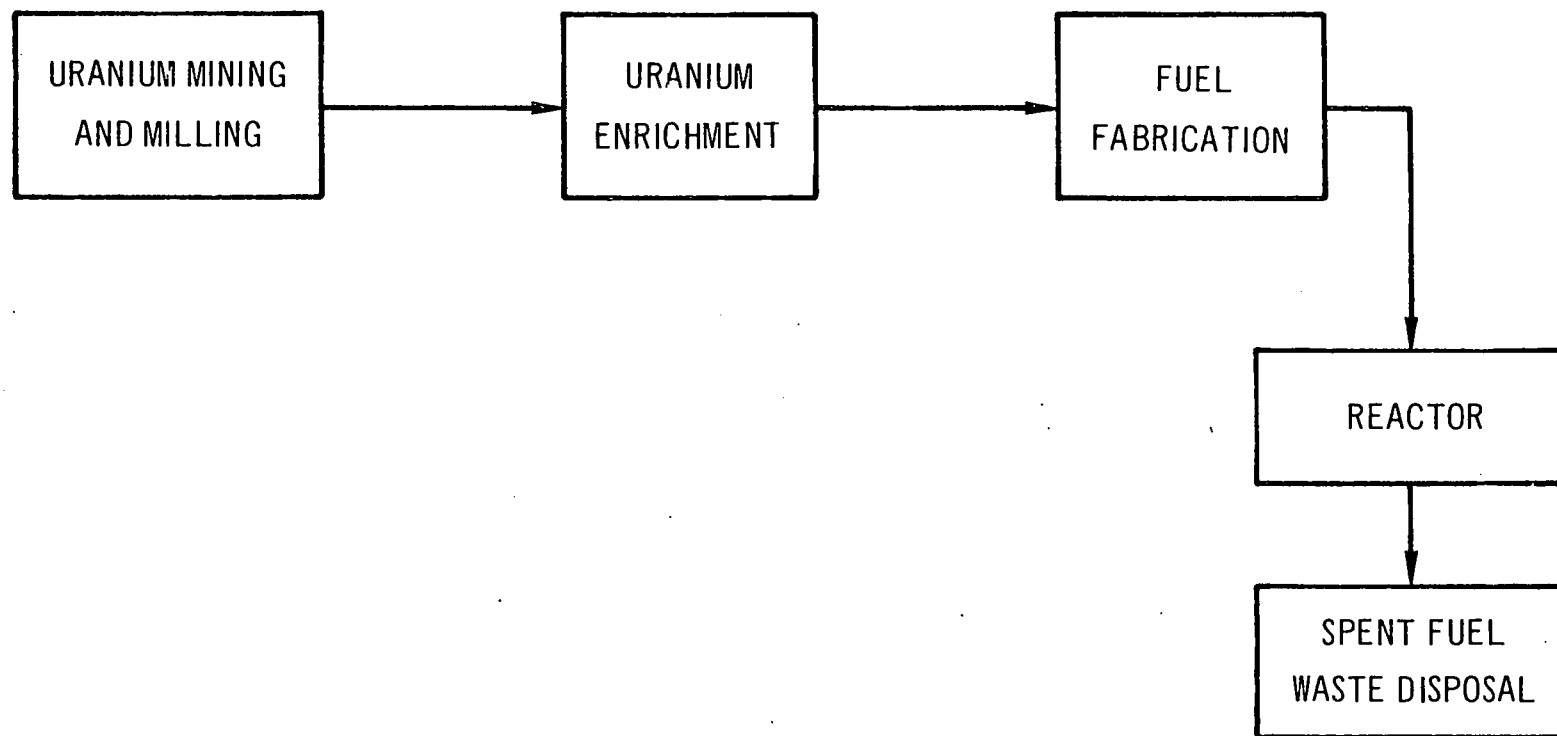 URANIUM MINING
AND MILLING
URANIUM
ENRICHMENT
FUEL
FABRICATION
REACTOR
SPENT FUEL
WASTE DISPOSAL